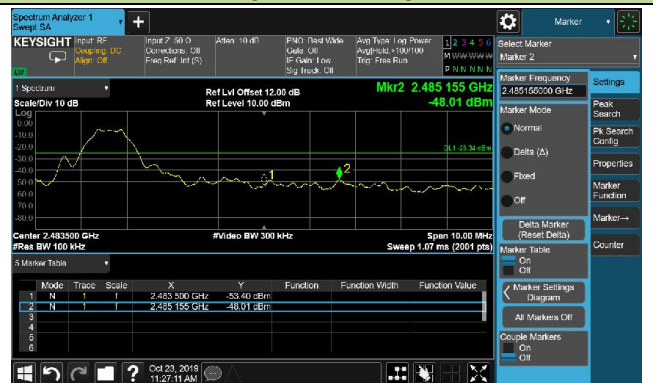 Spectrum Analyzer 1
Swept SA
+
Marker
KEYSIGHT Input: RF Input Z: 50 Ω Atten: 10 dB PNO: Best Wide Avg Type: Log Power 1 2 3 4 5 6
Coupling: DC Corrections: Off Gate: Off Avg|Hold:>100/100 M W W W W W
Align: Off Freq Ref: Int (S) IF Gain: Low Trig: Free Run P N N N N N
Sig Track: Off
Select Marker
Marker 2
1 Spectrum
Scale/Div 10 dB
Ref Lvl Offset 12.00 dB
Ref Level 10.00 dBm
Mkr2 2.485 155 GHz
-48.01 dBm
Log
0.00
-10.0
-20.0
-30.0
-40.0
-50.0
-60.0
-70.0
-80.0
1
2
Center 2.483500 GHz
#Res BW 100 kHz
#Video BW 300 kHz
Span 10.00 MHz
Sweep 1.07 ms (2001 pts)
5 Marker Table
Mode Trace Scale X Y Function Function Width Function Value
1 N 1 f 2.483 500 GHz -53.40 dBm
2 N 1 f 2.485 155 GHz -48.01 dBm
3
4
5
6
Marker Frequency
2.485155000 GHz
Marker Mode
Normal
Delta (Δ)
Fixed
Off
Delta Marker
(Reset Delta)
Marker Table
On
Off
Marker Settings
Diagram
All Markers Off
Couple Markers
On
Off
Settings
Peak
Search
Pk Search
Config
Properties
Marker
Function
Marker→
Counter
?
Oct 23, 2019
11:27:11 AM